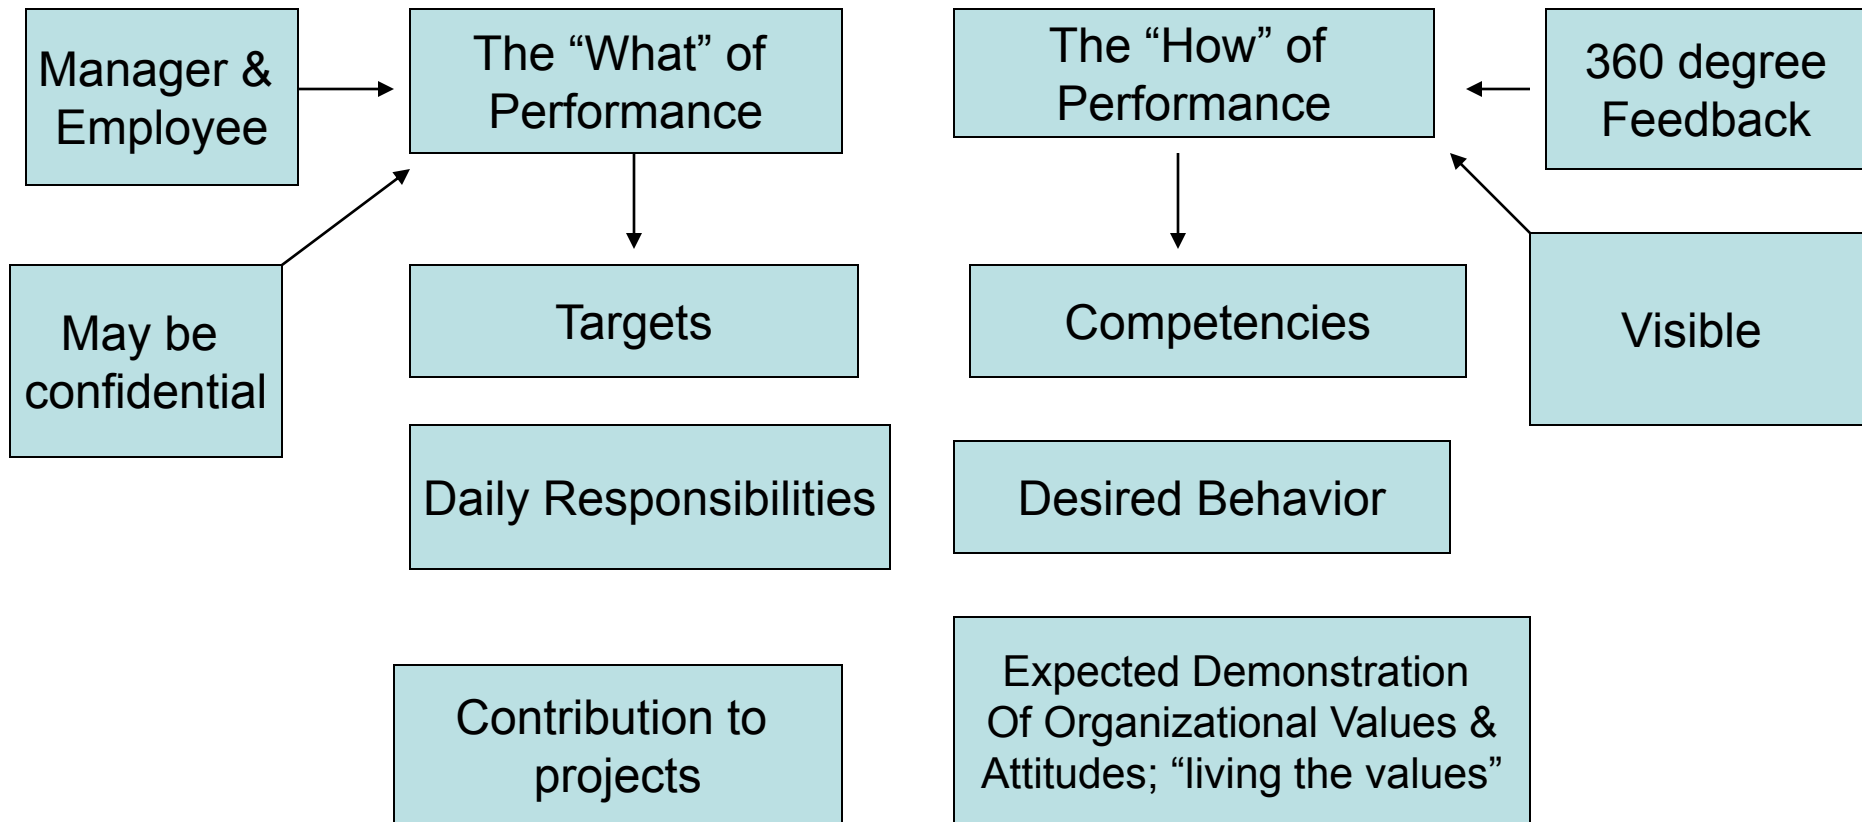 Manager &
Employee
The “What” of
Performance
The “How” of
Performance
360 degree
Feedback
May be
confidential
Targets
Competencies
Visible
Daily Responsibilities
Desired Behavior
Contribution to
projects
Expected Demonstration
Of Organizational Values &
Attitudes; “living the values”